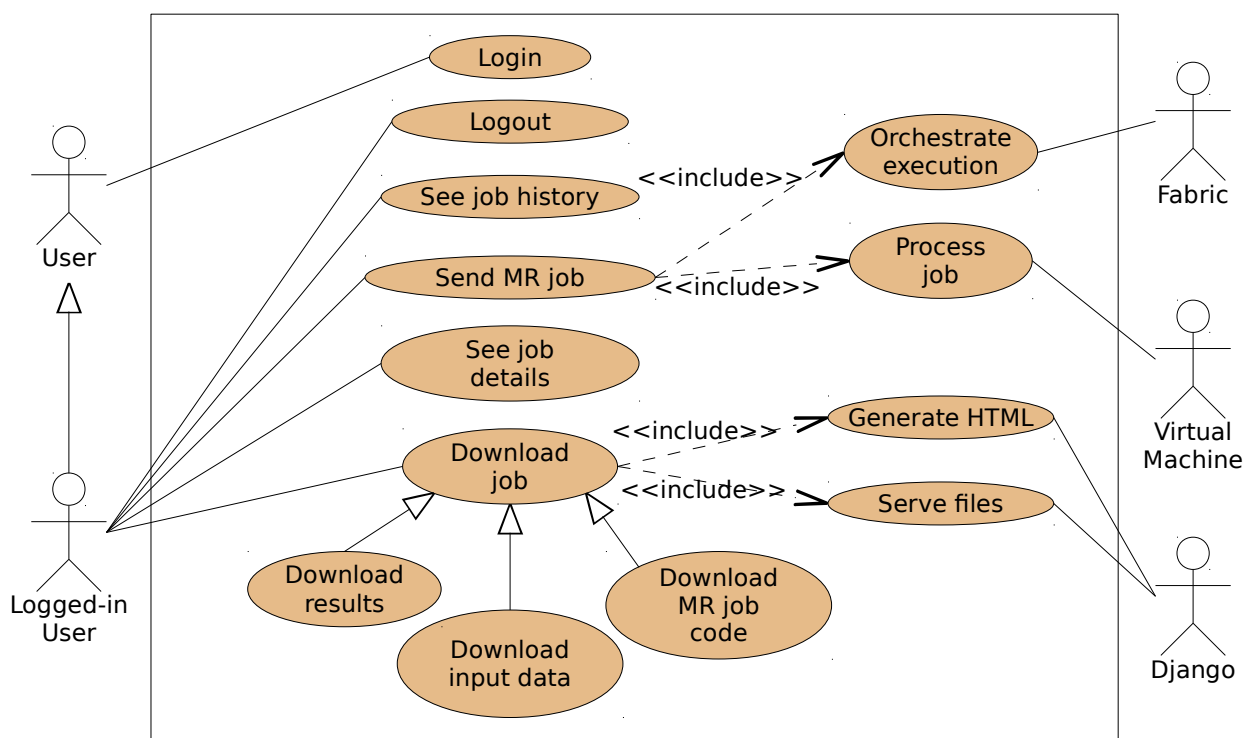 Login
Logout
See job history
Send MR job
See job
details
Download
job
Download
results
Download
input data
Download
MR job
code
<<include>>
<<include>>
<<include>>
<<include>>
Orchestrate
execution
Process
job
Generate HTML
Serve files
User
Logged-in
User
Fabric
Virtual
Machine
Django